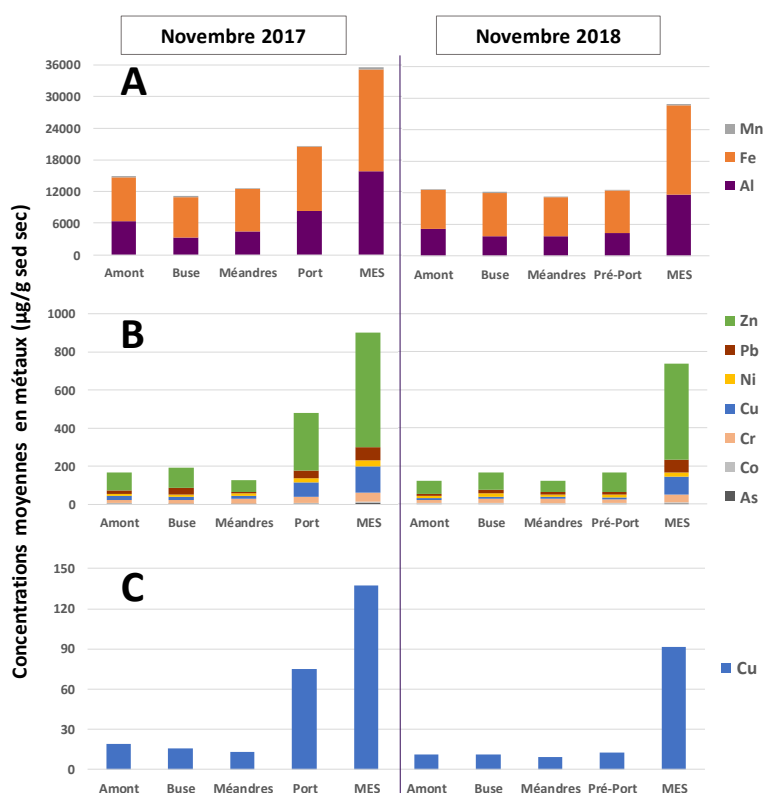 Novembre 2017
Novembre 2018
Concentrations moyennes en métaux (µg/g sed sec)
A
36000
30000
24000
18000
12000
6000
0
Amont Buse Méandres Port MES
Amont Buse Méandres Pré-Port MES
Mn
Fe
Al
B
1000
800
600
400
200
0
Amont Buse Méandres Port MES
Amont Buse Méandres Pré-Port MES
Zn
Pb
Ni
Cu
Cr
Co
As
C
150
120
90
60
30
0
Amont Buse Méandres Port MES
Amont Buse Méandres Pré-Port MES
Cu